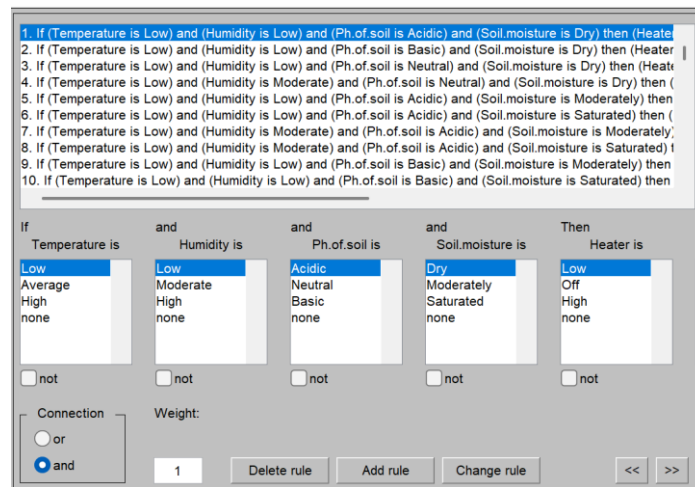 1. If (Temperature is Low) and (Humidity is Low) and (Ph.of.soil is Acidic) and (Soil.moisture is Dry) then (Heater
2. If (Temperature is Low) and (Humidity is Low) and (Ph.of.soil is Basic) and (Soil.moisture is Dry) then (Heater
3. If (Temperature is Low) and (Humidity is Low) and (Ph.of.soil is Neutral) and (Soil.moisture is Dry) then (Heate
4. If (Temperature is Low) and (Humidity is Moderate) and (Ph.of.soil is Neutral) and (Soil.moisture is Dry) then (
5. If (Temperature is Low) and (Humidity is Low) and (Ph.of.soil is Acidic) and (Soil.moisture is Moderately) then
6. If (Temperature is Low) and (Humidity is Low) and (Ph.of.soil is Acidic) and (Soil.moisture is Saturated) then (
7. If (Temperature is Low) and (Humidity is Moderate) and (Ph.of.soil is Acidic) and (Soil.moisture is Moderately)
8. If (Temperature is Low) and (Humidity is Moderate) and (Ph.of.soil is Acidic) and (Soil.moisture is Saturated) t
9. If (Temperature is Low) and (Humidity is Low) and (Ph.of.soil is Basic) and (Soil.moisture is Moderately) then
10. If (Temperature is Low) and (Humidity is Low) and (Ph.of.soil is Basic) and (Soil.moisture is Saturated) then
If and and and Then
Temperature is Humidity is Ph.of.soil is Soil.moisture is Heater is
Low Low Acidic Dry Low
Average Moderate Neutral Moderately Off
High High Basic Saturated High
none none none none none
not not not not not
Connection Weight:
or
and 1 Delete rule Add rule Change rule << >>